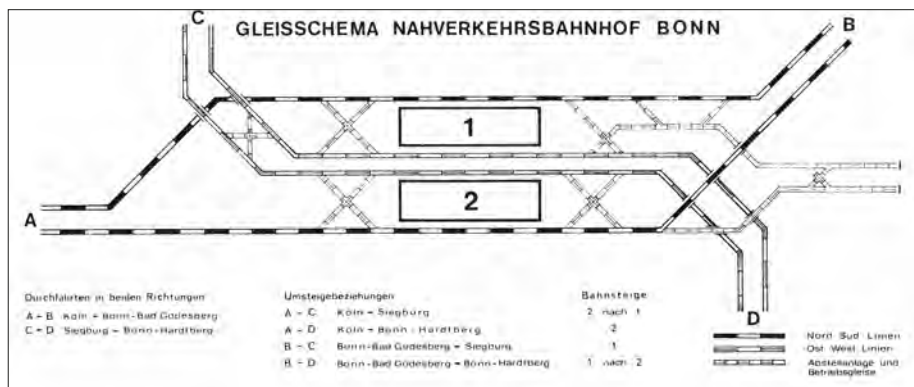 C
GLEISSCHEMA NAHVERKEHRSBAHNHOF BONN
B
1
A
2
D
Durchfahrten in beiden Richtungen
A – B Köln – Bonn-Bad Godesberg
C – D Siegburg – Bonn-Hardtberg
Umsteigebeziehungen Bahnsteige
A – C Köln – Siegburg 2 nach 1
A – D Köln – Bonn-Hardtberg 2
B – C Bonn-Bad Godesberg – Siegburg 1
B – D Bonn-Bad Godesberg – Bonn-Hardtberg 1 nach 2
Nord Süd Linien
Ost West Linien
Abstellanlage und
Betriebsgleise